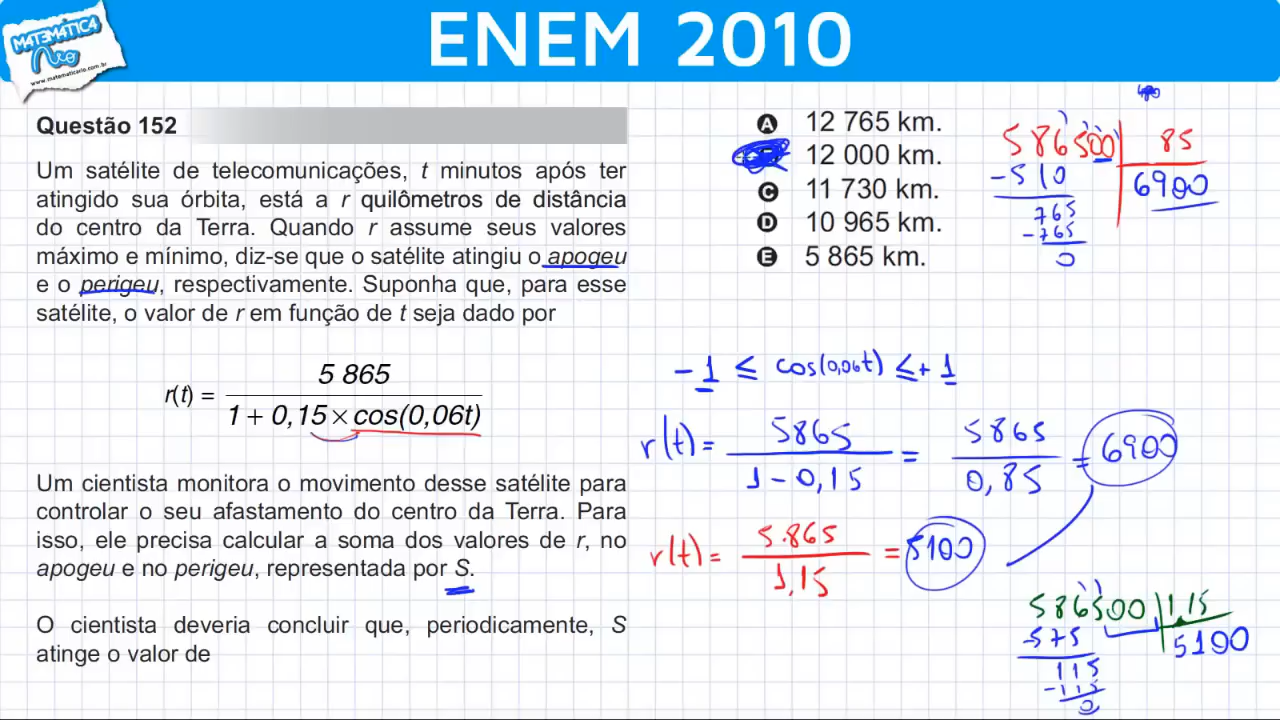 ENEM 2010
MATEMÁTICA
Rio
www.matematicario.com.br
Questão 152
Um satélite de telecomunicações, t minutos após ter
atingido sua órbita, está a r quilômetros de distância
do centro da Terra. Quando r assume seus valores
máximo e mínimo, diz-se que o satélite atingiu o apogeu
e o perigeu, respectivamente. Suponha que, para esse
satélite, o valor de r em função de t seja dado por
r(t) = 5 865
1 + 0,15 × cos(0,06t)
Um cientista monitora o movimento desse satélite para
controlar o seu afastamento do centro da Terra. Para
isso, ele precisa calcular a soma dos valores de r, no
apogeu e no perigeu, representada por S.
O cientista deveria concluir que, periodicamente, S
atinge o valor de
A 12 765 km.
12 000 km.
C 11 730 km.
D 10 965 km.
E 5 865 km.
586500 85
-510 6900
765
-765
0
-1 ≤ cos(0,06t) ≤ +1
r(t) = 5865 = 5865 = 6900
1-0,15 0,85
r(t) = 5.865 = 5100
1,15
586500 1,15
-575 5100
115
-115
0